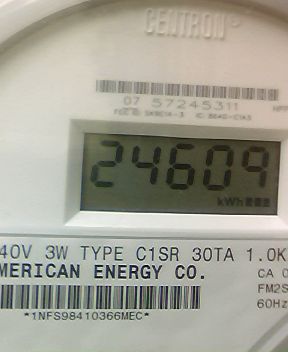 CENTRON
07 57245311
24609
kWh
40V 3W TYPE C1SR 30TA 1.0K
MERICAN ENERGY CO.
CA
FM2S
60Hz
*1NFS98410366MEC*